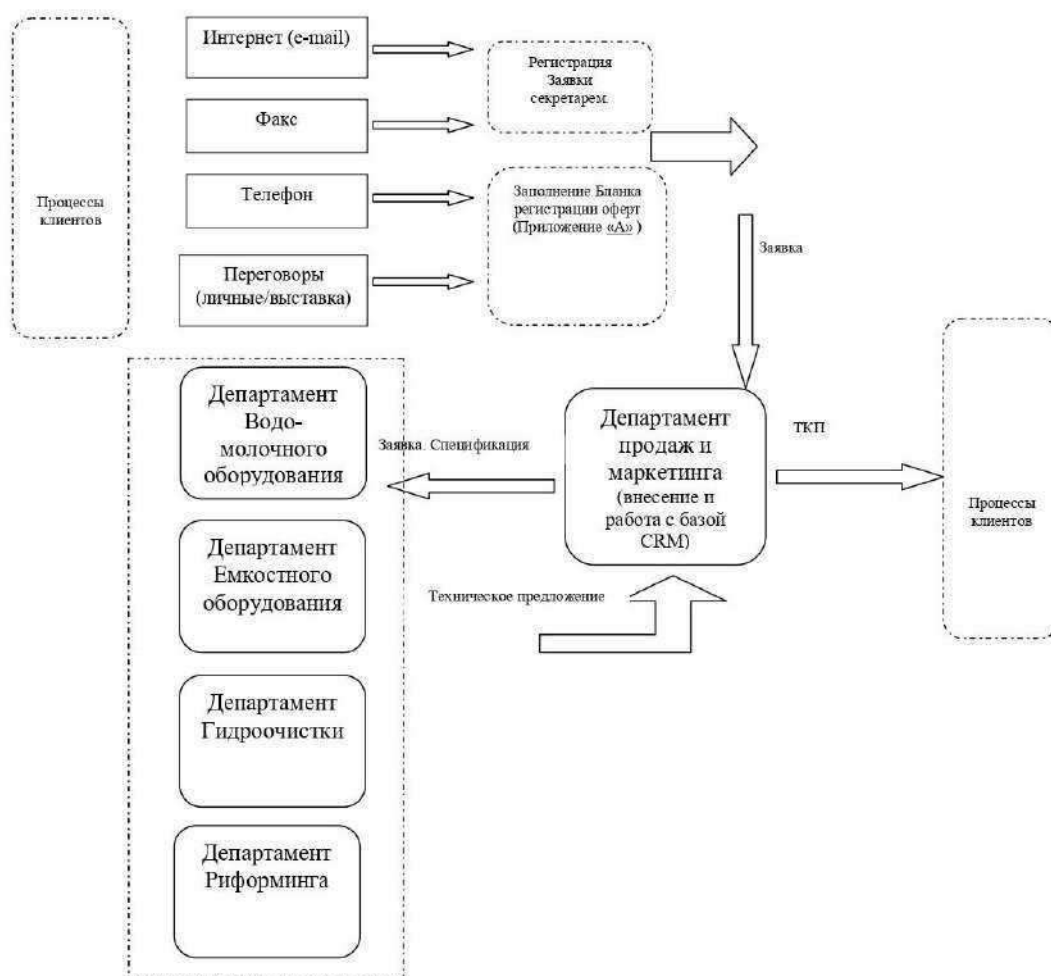 Интернет (e-mail)
Факс
Телефон
Переговоры
(личные/выставка)
Процессы
клиентов
Регистрация
Заявки
секретарем.
Заполнение Бланка
регистрации оферт
(Приложение «А» )
Заявка
Департамент
Водо-
молочного
оборудования
Заявка. Спецификация
Департамент
продаж и
маркетинга
(внесение и
работа с базой
CRM)
ТКП
Процессы
клиентов
Департамент
Емкостного
оборудования
Техническое предложение
Департамент
Гидроочистки
Департамент
Риформинга